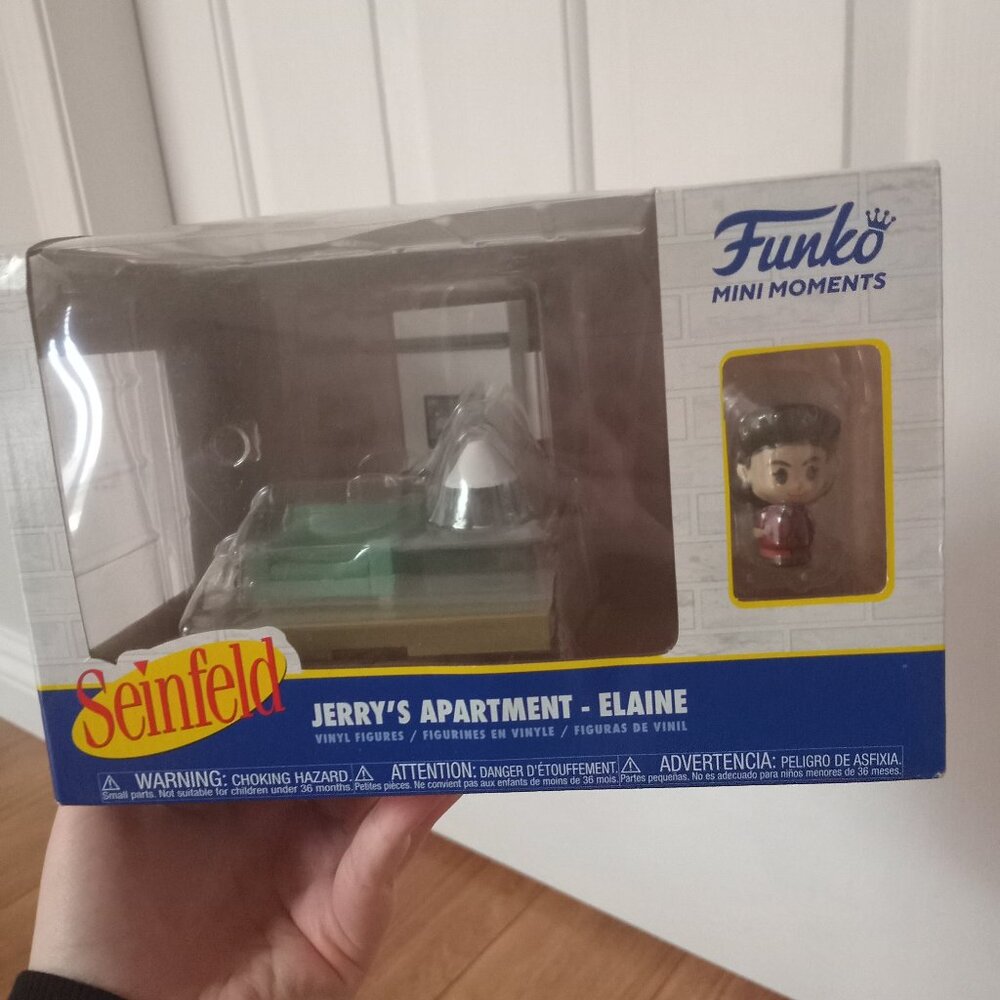 Funko
MINI MOMENTS
Seinfeld
JERRY'S APARTMENT - ELAINE
VINYL FIGURES / FIGURINES EN VINYLE / FIGURAS DE VINIL
WARNING: CHOKING HAZARD.
Small parts. Not suitable for children under 36 months.
ATTENTION: DANGER D'ÉTOUFFEMENT.
Petites pièces. Ne convient pas aux enfants de moins de 36 mois.
ADVERTENCIA: PELIGRO DE ASFIXIA.
Partes pequeñas. No es adecuado para niños menores de 36 meses.